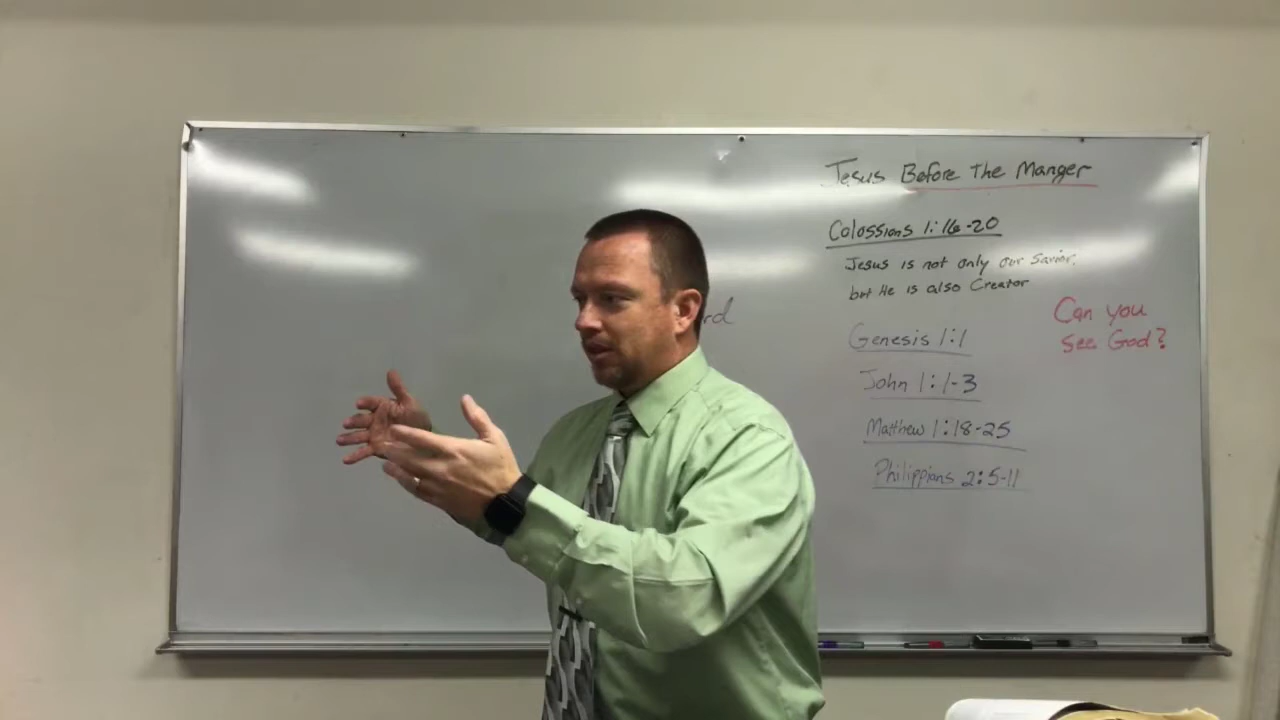 Jesus Before The Manger
Colossians 1:16-20
Jesus is not only our Savior,
but He is also Creator
Can you
see God?
Genesis 1:1
John 1:1-3
Matthew 1:18-25
Philippians 2:5-11